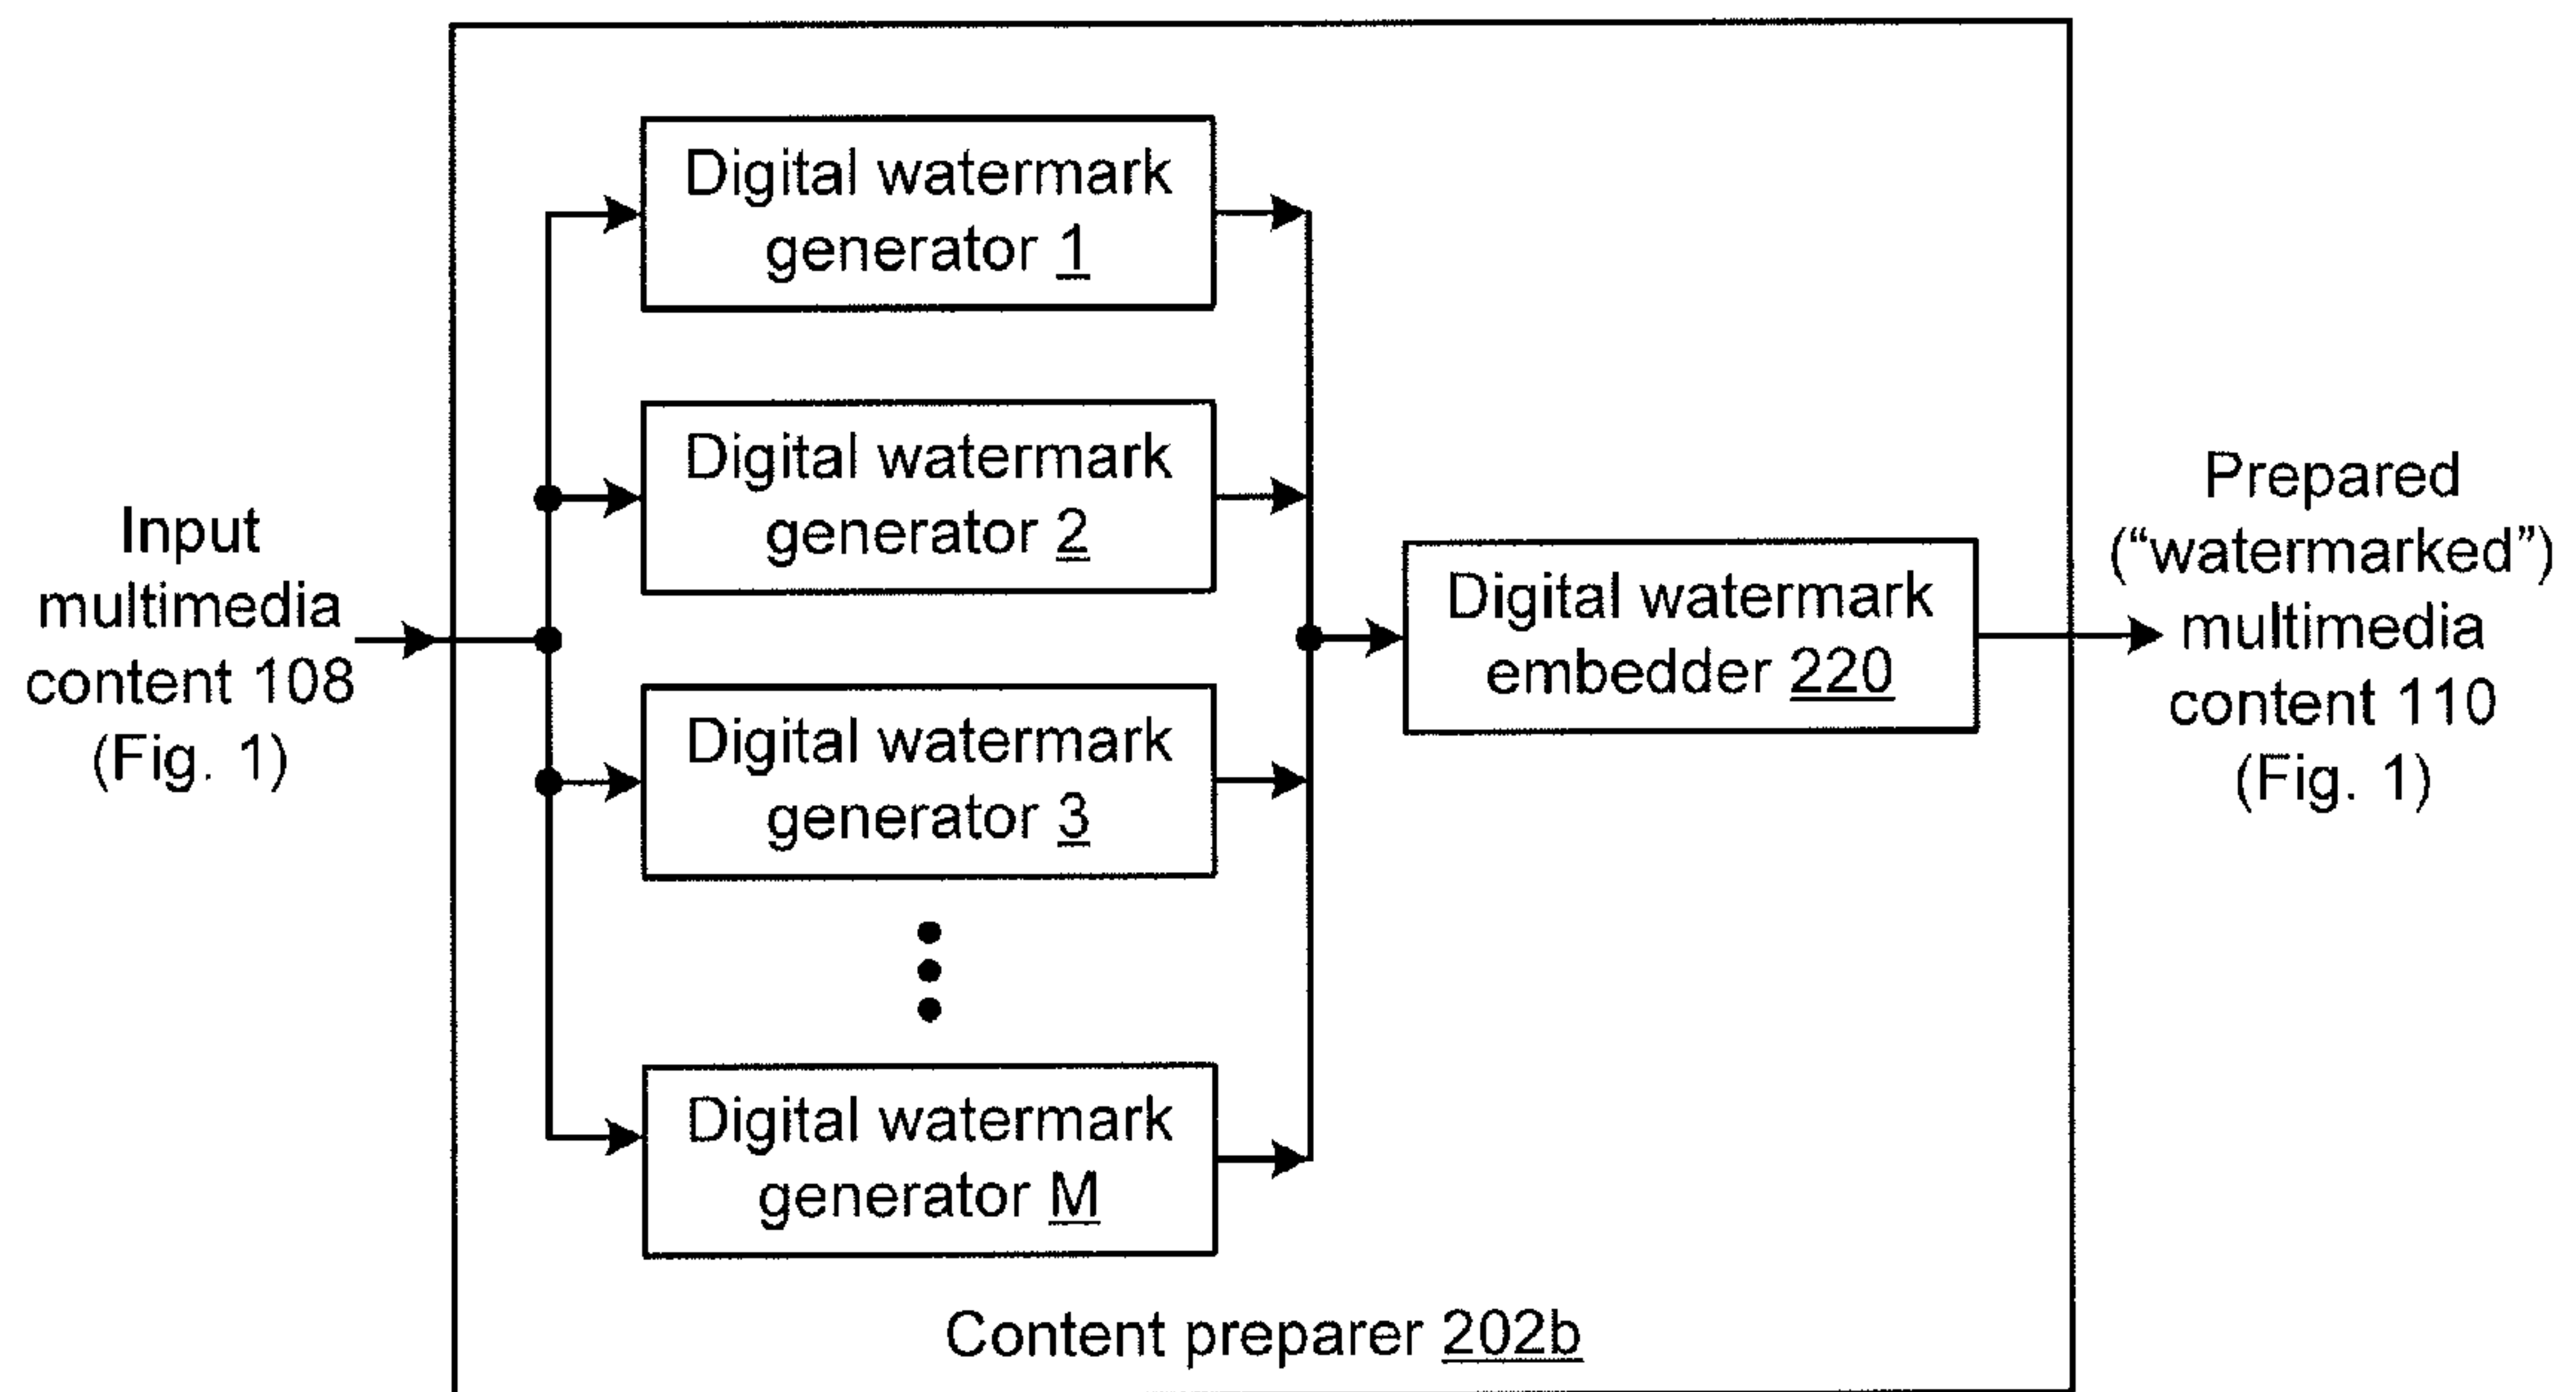 Input
multimedia
content 108
(Fig. 1)
Digital watermark
generator 1
Digital watermark
generator 2
Digital watermark
generator 3
Digital watermark
generator M
Digital watermark
embedder 220
Content preparer 202b
Prepared
(“watermarked”)
multimedia
content 110
(Fig. 1)